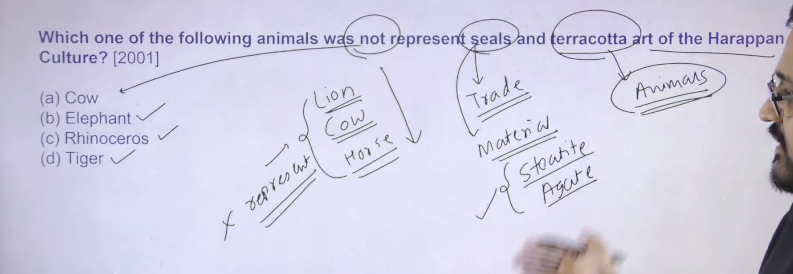 Which one of the following animals was not represent seals and terracotta art of the Harappan
Culture? [2001]
(a) Cow
(b) Elephant
(c) Rhinoceros
(d) Tiger
Lion
Cow
Horse
x represent
Trade
Material
Stoatite
Agate
Animals